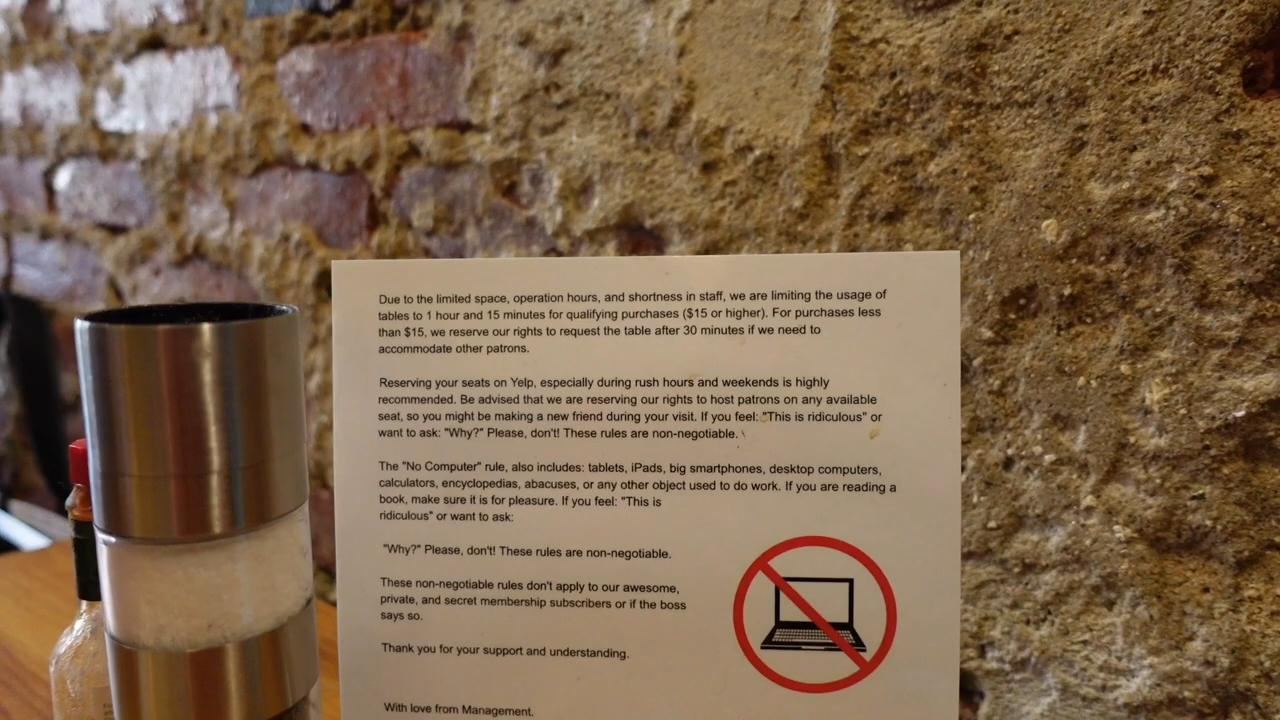 Due to the limited space, operation hours, and shortness in staff, we are limiting the usage of
tables to 1 hour and 15 minutes for qualifying purchases ($15 or higher). For purchases less
than $15, we reserve our rights to request the table after 30 minutes if we need to
accommodate other patrons.
Reserving your seats on Yelp, especially during rush hours and weekends is highly
recommended. Be advised that we are reserving our rights to host patrons on any available
seat, so you might be making a new friend during your visit. If you feel: "This is ridiculous" or
want to ask: "Why?" Please, don't! These rules are non-negotiable.
The "No Computer" rule, also includes: tablets, iPads, big smartphones, desktop computers,
calculators, encyclopedias, abacuses, or any other object used to do work. If you are reading a
book, make sure it is for pleasure. If you feel: "This is
ridiculous" or want to ask:
"Why?" Please, don't! These rules are non-negotiable.
These non-negotiable rules don't apply to our awesome,
private, and secret membership subscribers or if the boss
says so.
Thank you for your support and understanding.
With love from Management.